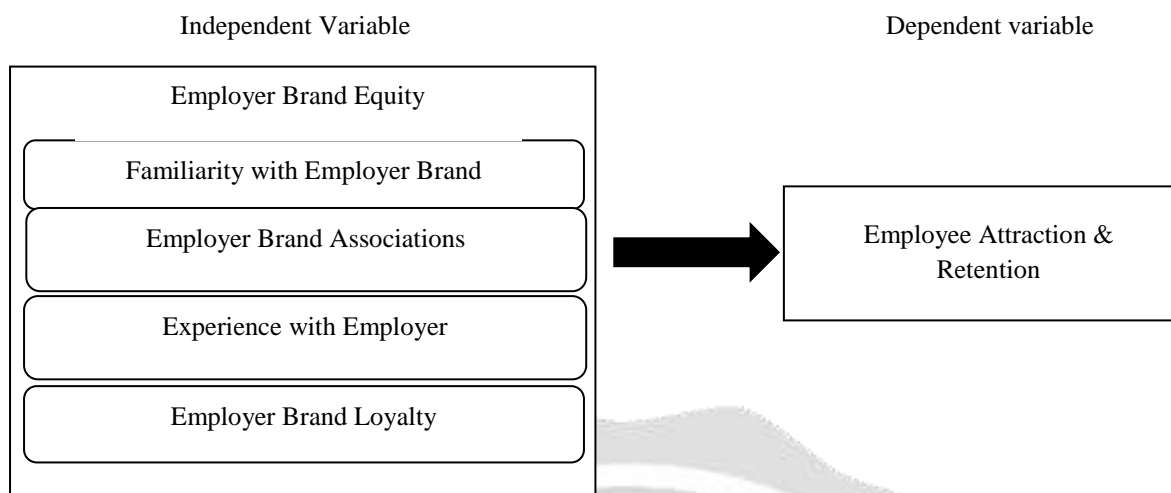 Independent Variable
Dependent variable
Employer Brand Equity
Familiarity with Employer Brand
Employer Brand Associations
Experience with Employer
Employer Brand Loyalty
Employee Attraction &
Retention